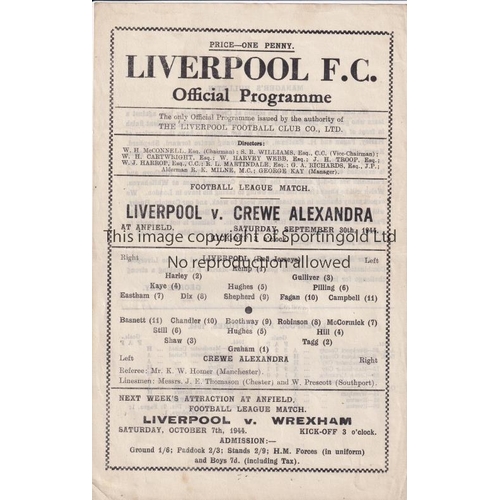 PRICE—ONE PENNY.
LIVERPOOL F.C.
Official Programme
The only Official Programme issued by the authority of
THE LIVERPOOL FOOTBALL CLUB CO., LTD.
Directors:
W. H. McCONNELL, Esq. (Chairman) ; S. R. WILLIAMS, Esq., C.C. (Vice-Chairman) ;
W. H. CARTWRIGHT, Esq. ; W. HARVEY WEBB, Esq. ; J. H. TROOP, Esq. ;
W. J. HARROP, Esq., C.C. ; R. L. MARTINDALE, Esq. ; G. A. RICHARDS, Esq., J.P. ;
Alderman R. K. MILNE, M.C. ; GEORGE KAY (Manager).
FOOTBALL LEAGUE MATCH.
LIVERPOOL v. CREWE ALEXANDRA
AT ANFIELD. SATURDAY, SEPTEMBER 30th, 1944.
This image is copyright of Sportingold Ltd
Right LIVERPOOL (Red Jerseys) Left
No reproduction allowed
Kemp (1)
Harley (2) Gulliver (3)
Kaye (4) Hughes (5) Pilling (6)
Eastham (7) Dix (8) Shepherd (9) Fagan (10) Campbell (11)
Basnett (11) Chandler (10) Boothway (9) Robinson (8) McCormick (7)
Still (6) Hughes (5) Hill (4)
Shaw (3) Tagg (2)
Graham (1)
Left CREWE ALEXANDRA Right
Referee: Mr. K. W. Homer (Manchester).
Linesmen: Messrs. J. E. Thomason (Chester) and W. Prescott (Southport).
NEXT WEEK'S ATTRACTION AT ANFIELD,
FOOTBALL LEAGUE MATCH.
LIVERPOOL v. WREXHAM
SATURDAY, OCTOBER 7th, 1944. KICK-OFF 3 o'clock.
ADMISSION:—
Ground 1/6; Paddock 2/3; Stands 2/9; H.M. Forces (in uniform)
and Boys 7d. (including Tax).